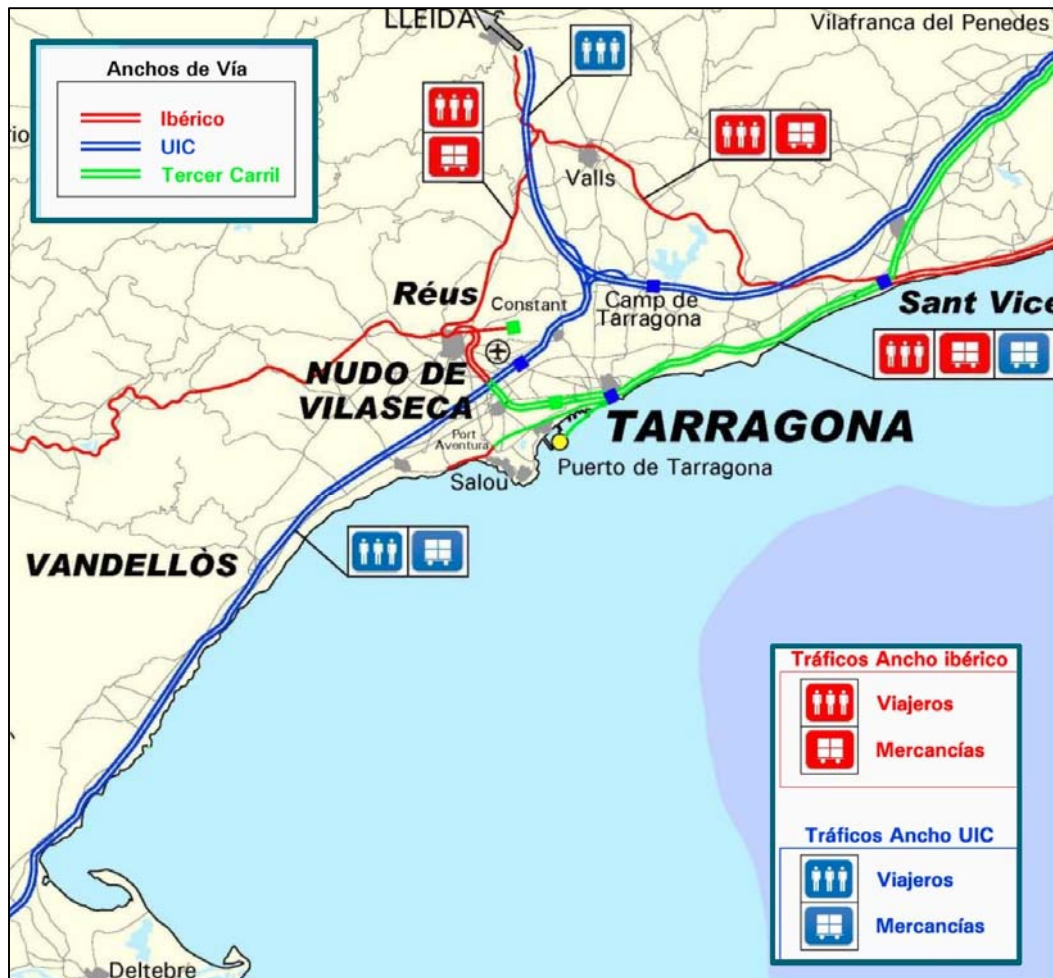 LLEIDA
Vilafranca del Penedes
Anchos de Vía
Ibérico
UIC
Tercer Carril
rio
Valls
Réus
Constant
Camp de
Tarragona
Sant Vice
NUDO DE
VILASECA
TARRAGONA
Port
Aventura
Puerto de Tarragona
Salou
VANDELLÒS
Tráficos Ancho ibérico
Viajeros
Mercancías
Tráficos Ancho UIC
Viajeros
Mercancías
Deltebre